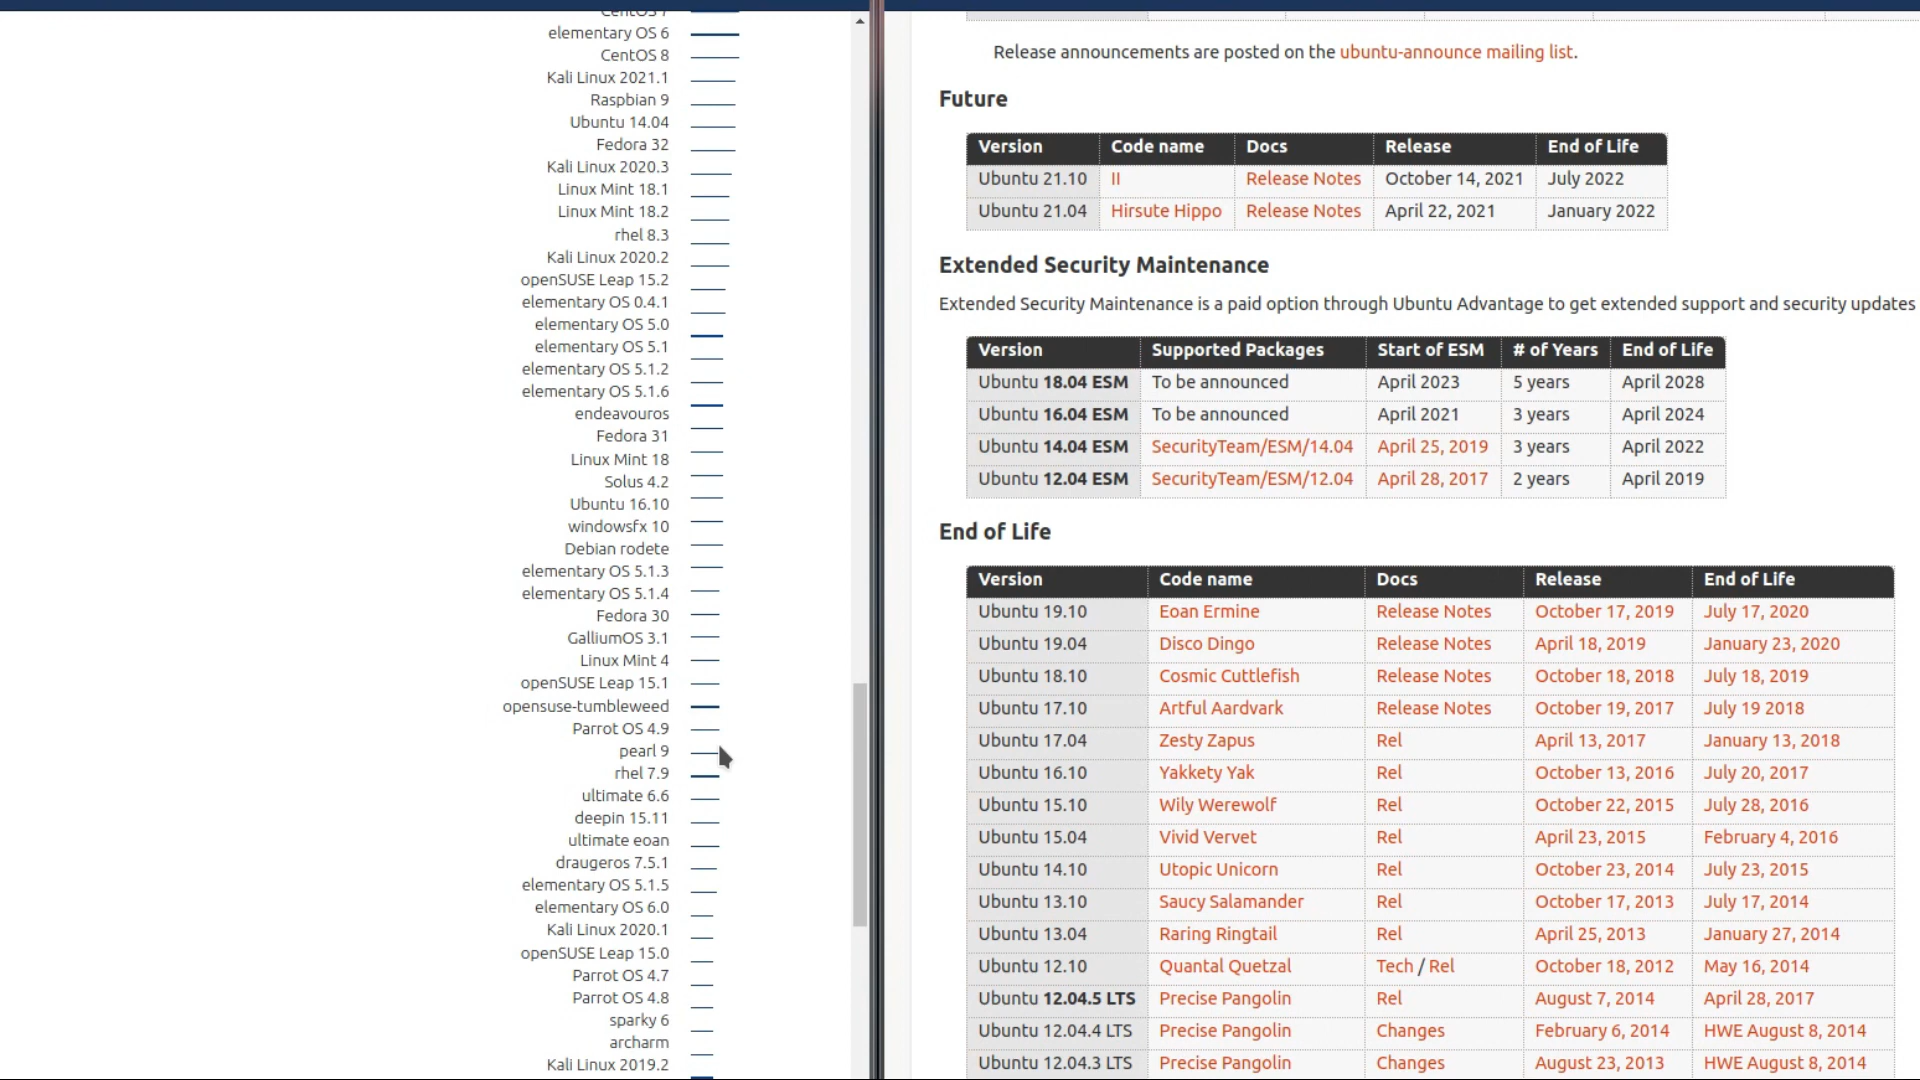 CentOS 7
elementary OS 6
CentOS 8
Kali Linux 2021.1
Raspbian 9
Ubuntu 14.04
Fedora 32
Kali Linux 2020.3
Linux Mint 18.1
Linux Mint 18.2
rhel 8.3
Kali Linux 2020.2
openSUSE Leap 15.2
elementary OS 0.4.1
elementary OS 5.0
elementary OS 5.1
elementary OS 5.1.2
elementary OS 5.1.6
endeavouros
Fedora 31
Linux Mint 18
Solus 4.2
Ubuntu 16.10
windowsfx 10
Debian rodete
elementary OS 5.1.3
elementary OS 5.1.4
Fedora 30
GalliumOS 3.1
Linux Mint 4
openSUSE Leap 15.1
opensuse-tumbleweed
Parrot OS 4.9
pearl 9
rhel 7.9
ultimate 6.6
deepin 15.11
ultimate eoan
draugeros 7.5.1
elementary OS 5.1.5
elementary OS 6.0
Kali Linux 2020.1
openSUSE Leap 15.0
Parrot OS 4.7
Parrot OS 4.8
sparky 6
archarm
Kali Linux 2019.2
Release announcements are posted on the ubuntu-announce mailing list.
Future
Version Code name Docs Release End of Life
Ubuntu 21.10 II Release Notes October 14, 2021 July 2022
Ubuntu 21.04 Hirsute Hippo Release Notes April 22, 2021 January 2022
Extended Security Maintenance
Extended Security Maintenance is a paid option through Ubuntu Advantage to get extended support and security updates
Version Supported Packages Start of ESM # of Years End of Life
Ubuntu 18.04 ESM To be announced April 2023 5 years April 2028
Ubuntu 16.04 ESM To be announced April 2021 3 years April 2024
Ubuntu 14.04 ESM SecurityTeam/ESM/14.04 April 25, 2019 3 years April 2022
Ubuntu 12.04 ESM SecurityTeam/ESM/12.04 April 28, 2017 2 years April 2019
End of Life
Version Code name Docs Release End of Life
Ubuntu 19.10 Eoan Ermine Release Notes October 17, 2019 July 17, 2020
Ubuntu 19.04 Disco Dingo Release Notes April 18, 2019 January 23, 2020
Ubuntu 18.10 Cosmic Cuttlefish Release Notes October 18, 2018 July 18, 2019
Ubuntu 17.10 Artful Aardvark Release Notes October 19, 2017 July 19 2018
Ubuntu 17.04 Zesty Zapus Rel April 13, 2017 January 13, 2018
Ubuntu 16.10 Yakkety Yak Rel October 13, 2016 July 20, 2017
Ubuntu 15.10 Wily Werewolf Rel October 22, 2015 July 28, 2016
Ubuntu 15.04 Vivid Vervet Rel April 23, 2015 February 4, 2016
Ubuntu 14.10 Utopic Unicorn Rel October 23, 2014 July 23, 2015
Ubuntu 13.10 Saucy Salamander Rel October 17, 2013 July 17, 2014
Ubuntu 13.04 Raring Ringtail Rel April 25, 2013 January 27, 2014
Ubuntu 12.10 Quantal Quetzal Tech / Rel October 18, 2012 May 16, 2014
Ubuntu 12.04.5 LTS Precise Pangolin Rel August 7, 2014 April 28, 2017
Ubuntu 12.04.4 LTS Precise Pangolin Changes February 6, 2014 HWE August 8, 2014
Ubuntu 12.04.3 LTS Precise Pangolin Changes August 23, 2013 HWE August 8, 2014